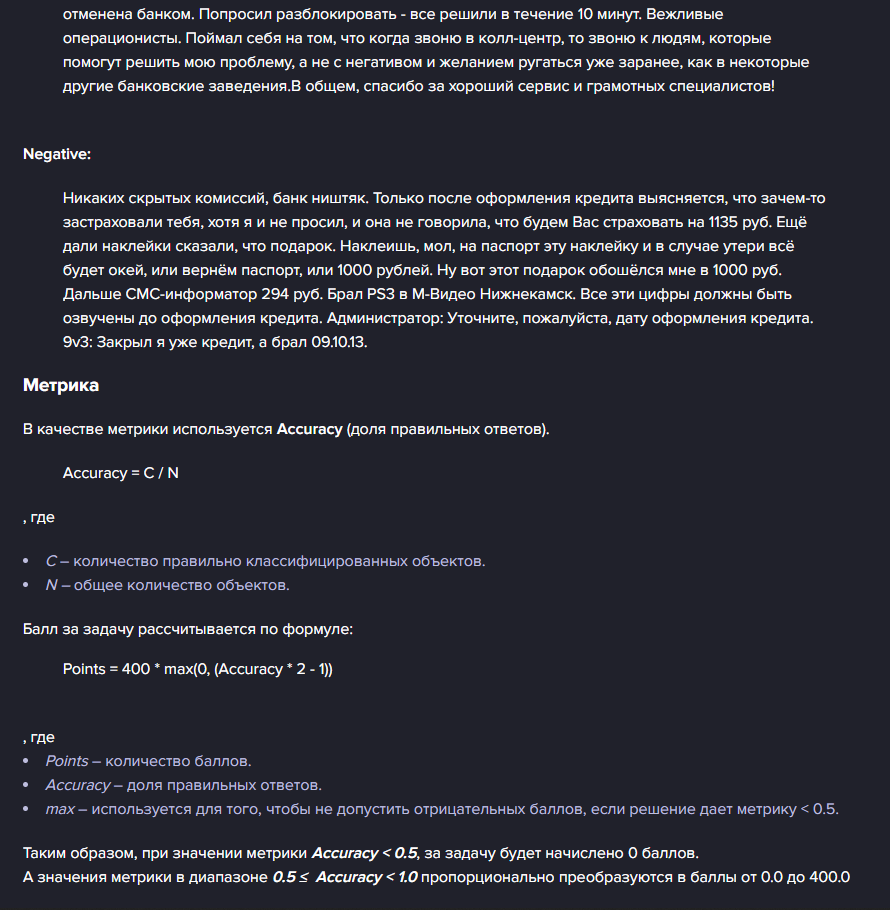 отменена банком. Попросил разблокировать - все решили в течение 10 минут. Вежливые
операционисты. Поймал себя на том, что когда звоню в колл-центр, то звоню к людям, которые
помогут решить мою проблему, а не с негативом и желанием ругаться уже заранее, как в некоторые
другие банковские заведения.В общем, спасибо за хороший сервис и грамотных специалистов!
Negative:
Никаких скрытых комиссий, банк ништяк. Только после оформления кредита выясняется, что зачем-то
застраховали тебя, хотя я и не просил, и она не говорила, что будем Вас страховать на 1135 руб. Ещё
дали наклейки сказали, что подарок. Наклеишь, мол, на паспорт эту наклейку и в случае утери всё
будет окей, или вернём паспорт, или 1000 рублей. Ну вот этот подарок обошёлся мне в 1000 руб.
Дальше СМС-информатор 294 руб. Брал PS3 в М-Видео Нижнекамск. Все эти цифры должны быть
озвучены до оформления кредита. Администратор: Уточните, пожалуйста, дату оформления кредита.
9v3: Закрыл я уже кредит, а брал 09.10.13.
Метрика
В качестве метрики используется Accuracy (доля правильных ответов).
Accuracy = C / N
, где
• C – количество правильно классифицированных объектов.
• N – общее количество объектов.
Балл за задачу рассчитывается по формуле:
Points = 400 * max(0, (Accuracy * 2 - 1))
, где
• Points – количество баллов.
• Accuracy – доля правильных ответов.
• max – используется для того, чтобы не допустить отрицательных баллов, если решение дает метрику < 0.5.
Таким образом, при значении метрики Accuracy < 0.5, за задачу будет начислено 0 баллов.
А значения метрики в диапазоне 0.5 ≤ Accuracy < 1.0 пропорционально преобразуются в баллы от 0.0 до 400.0